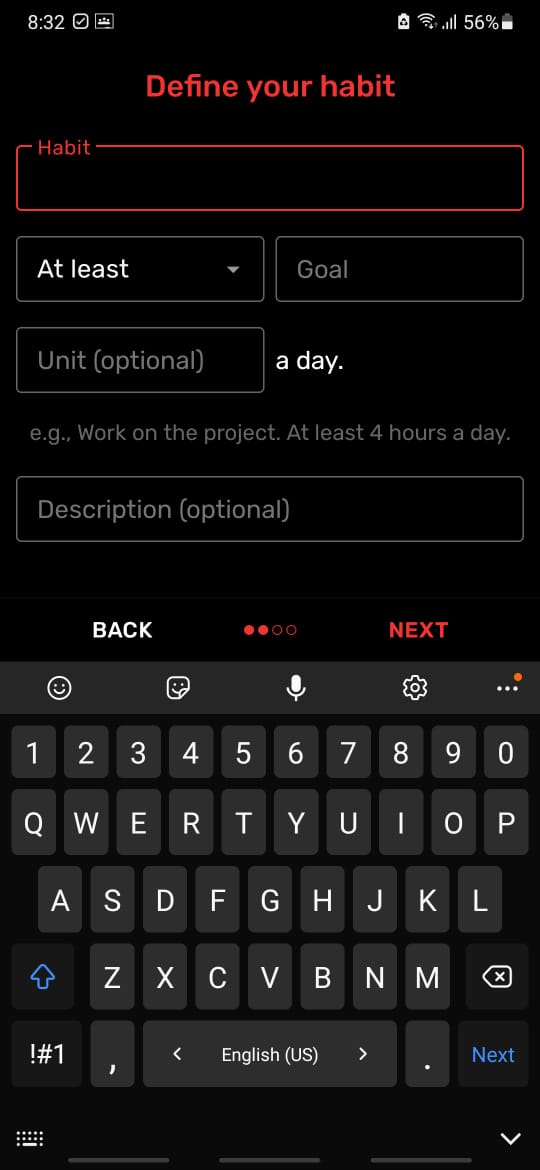 8:32 56%
Define your habit
Habit
At least Goal
Unit (optional) a day.
e.g., Work on the project. At least 4 hours a day.
Description (optional)
BACK NEXT
1 2 3 4 5 6 7 8 9 0
Q W E R T Y U I O P
A S D F G H J K L
Z X C V B N M
!#1 , < English (US) > . Next